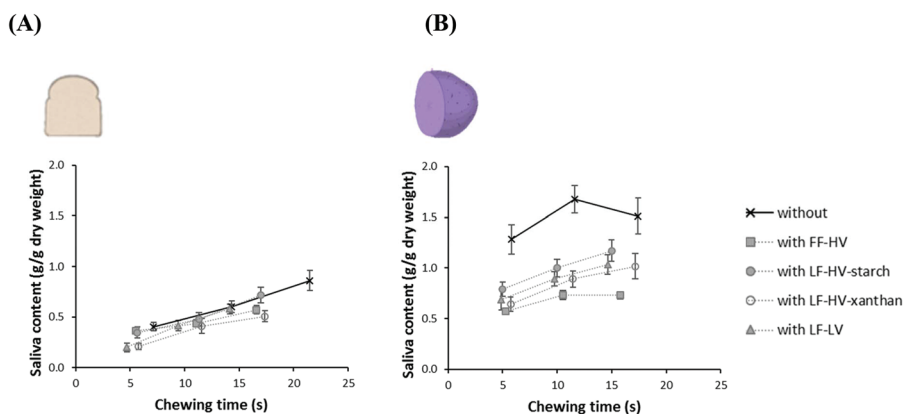 (A)
(B)
Saliva content (g/g dry weight)
2.0
1.5
1.0
0.5
0.0
0 5 10 15 20 25
Chewing time (s)
Saliva content (g/g dry weight)
2.0
1.5
1.0
0.5
0.0
0 5 10 15 20 25
Chewing time (s)
without
with FF-HV
with LF-HV-starch
with LF-HV-xanthan
with LF-LV